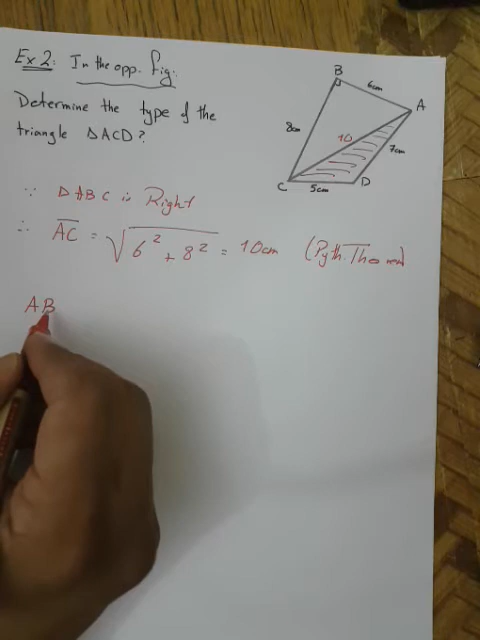 Ex 2: In the opp. fig.
Determine the type of the
triangle ΔACD?
B
6cm
A
8cm
10
7cm
C
5cm
D
∵ ΔABC is Right
∴ AC = √6² + 8² = 10cm (Pyth. Theorem)
AB